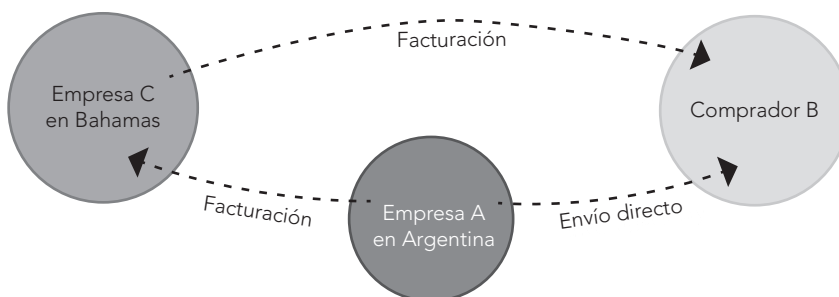 Facturación
Empresa C
en Bahamas
Comprador B
Facturación
Empresa A
en Argentina
Envío directo